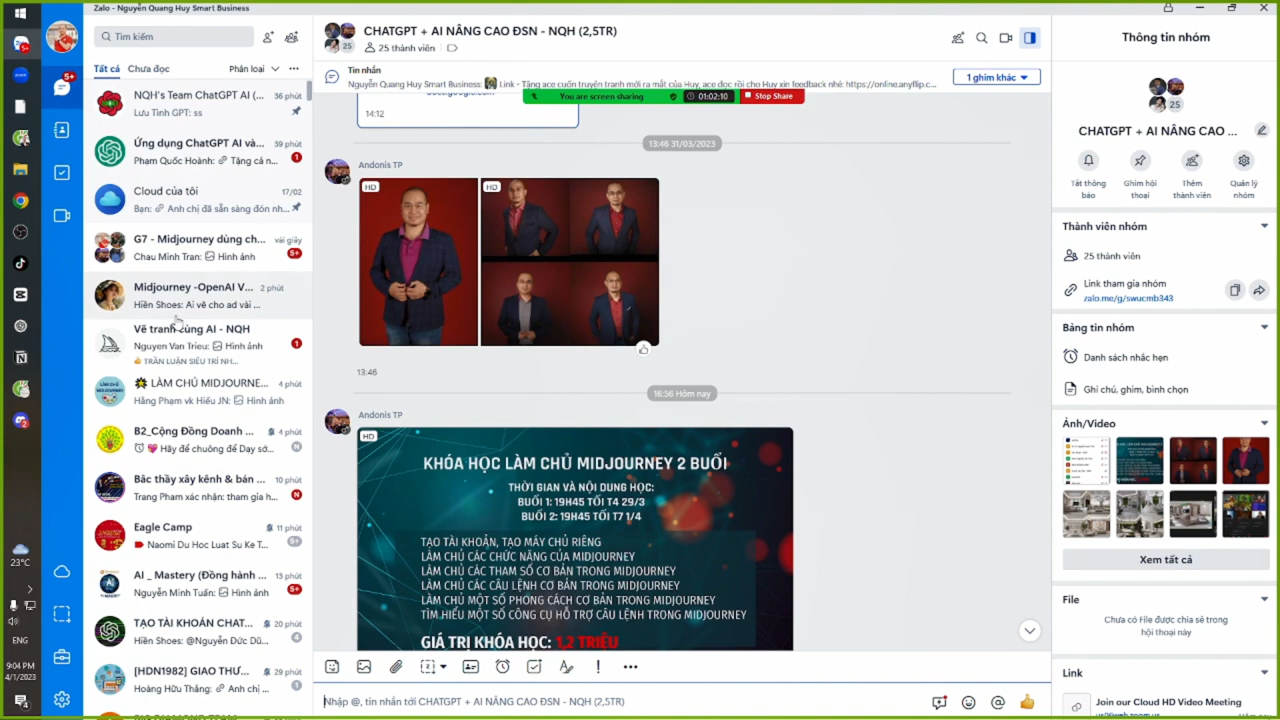 Zalo - Nguyễn Quang Huy Smart Business
Tìm kiếm
Tất cả Chưa đọc Phân loại
NQH's Team ChatGPT AI (... 36 phút
Lưu Tình GPT: ss
Ứng dụng ChatGPT AI và... 39 phút
Phạm Quốc Hoành: Tặng cả n... 1
Cloud của tôi 17/02
Bạn: Anh chị đã sẵn sàng đón nh...
G7 - Midjourney dùng ch... vài giây
Chau Minh Tran: Hình ảnh 5+
Midjourney -OpenAI V... 2 phút
Hiền Shoes: Ai vẽ cho ad vài ...
Vẽ tranh cùng AI - NQH
Nguyen Van Trieu: Hình ảnh 1
TRẦN LUÂN SIÊU TRÍ NH...
LÀM CHỦ MIDJOURNE... 4 phút
Hằng Phạm vk Hiếu JN: Hình ảnh
B2_Cộng Đồng Doanh ... 4 phút
Hãy để chuông để Dạy só... N
Bác thầy xây kênh & bán ... 10 phút
Trang Pham xác nhận: tham gia h... N
Eagle Camp 11 phút
Naomi Du Hoc Luat Su Ke T... 5+
AI _ Mastery (Đồng hành ... 13 phút
Nguyễn Minh Tuấn: Hình ảnh 5+
TẠO TÀI KHOẢN CHAT... 20 phút
Hiền Shoes: @Nguyễn Đức Dũ... 4
[HDN1982] GIAO THƯ... 29 phút
Hoàng Hữu Thắng: Anh chị ... 1
23°C
ENG
9:04 PM
4/1/2023
CHATGPT + AI NÂNG CAO ĐSN - NQH (2,5TR)
25 25 thành viên
Tin nhắn
Nguyễn Quang Huy Smart Business: Link - Tặng ace cuốn truyện tranh mới ra mắt của Huy, ace đọc rồi cho Huy xin feedback nhé: https://online.anyflip.c...
1 ghim khác
You are screen sharing 01:02:10 Stop Share
14:12
13:46 31/03/2023
Andonis TP
HD HD
13:46
16:56 Hôm nay
Andonis TP
HD
KHÓA HỌC LÀM CHỦ MIDJOURNEY 2 BUỔI
THỜI GIAN VÀ NỘI DUNG HỌC:
BUỔI 1: 19H45 TỐI T4 29/3
BUỔI 2: 19H45 TỐI T7 1/4
TẠO TÀI KHOẢN, TẠO MÁY CHỦ RIÊNG
LÀM CHỦ CÁC CHỨC NĂNG CỦA MIDJOURNEY
LÀM CHỦ CÁC THAM SỐ CƠ BẢN TRONG MIDJOURNEY
LÀM CHỦ CÁC CÂU LỆNH CƠ BẢN TRONG MIDJOURNEY
LÀM CHỦ MỘT SỐ PHONG CÁCH CƠ BẢN TRONG MIDJOURNEY
TÌM HIỂU MỘT SỐ CÔNG CỤ HỖ TRỢ CÂU LỆNH TRONG MIDJOURNEY
GIÁ TRỊ KHÓA HỌC: 1,2 TRIỆU
Nhập @, tin nhắn tới CHATGPT + AI NÂNG CAO ĐSN - NQH (2,5TR)
Thông tin nhóm
25
CHATGPT + AI NÂNG CAO ...
Tắt thông báo
Ghim hội thoại
Thêm thành viên
Quản lý nhóm
Thành viên nhóm
25 thành viên
Link tham gia nhóm
zalo.me/g/swucmb343
Bảng tin nhóm
Danh sách nhắc hẹn
Ghi chú, ghim, bình chọn
Ảnh/Video
Xem tất cả
File
Chưa có File được chia sẻ trong
hội thoại này
Link
Join our Cloud HD Video Meeting